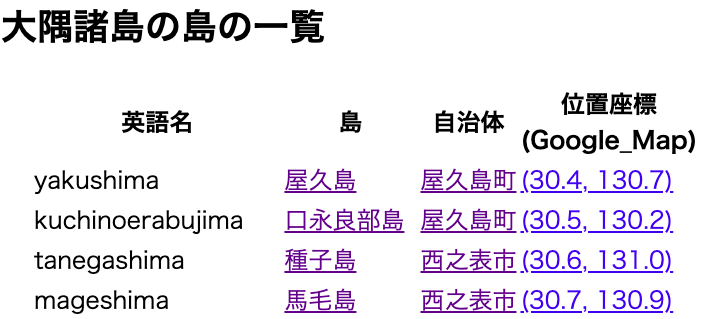 大隅諸島の島の一覧
英語名 島 自治体 位置座標
(Google_Map)
yakushima 屋久島 屋久島町 (30.4, 130.7)
kuchinoerabujima 口永良部島 屋久島町 (30.5, 130.2)
tanegashima 種子島 西之表市 (30.6, 131.0)
mageshima 馬毛島 西之表市 (30.7, 130.9)